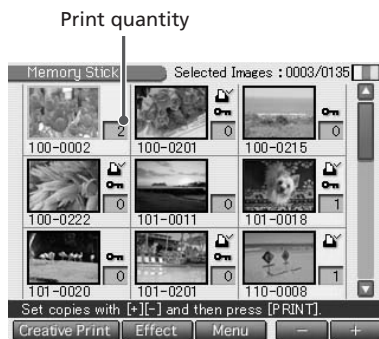 Print quantity
Memory Stick Selected Images : 0003/0135
2 0 0
100-0002 100-0201 100-0215
0 0 1
100-0222 101-0011 101-0018
0 0 1
101-0020 101-0201 110-0008
Set copies with [+][-] and then press [PRINT].
Creative Print Effect Menu - +